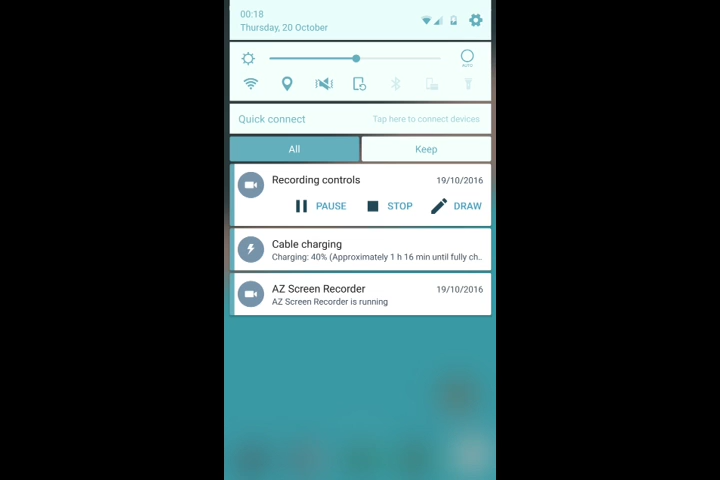 00:18
Thursday, 20 October
AUTO
Quick connect
Tap here to connect devices
All
Keep
Recording controls
19/10/2016
PAUSE
STOP
DRAW
Cable charging
Charging: 40% (Approximately 1 h 16 min until fully ch..
AZ Screen Recorder
19/10/2016
AZ Screen Recorder is running